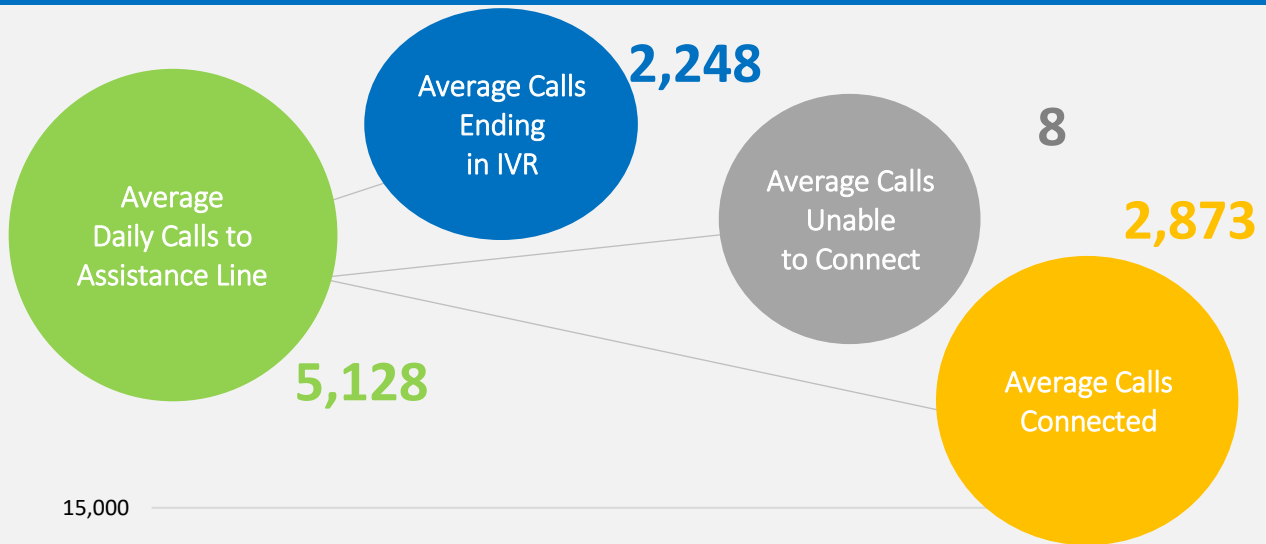 Average
Daily Calls to
Assistance Line
5,128
Average Calls
Ending
in IVR
2,248
Average Calls
Unable
to Connect
8
Average Calls
Connected
2,873
15,000